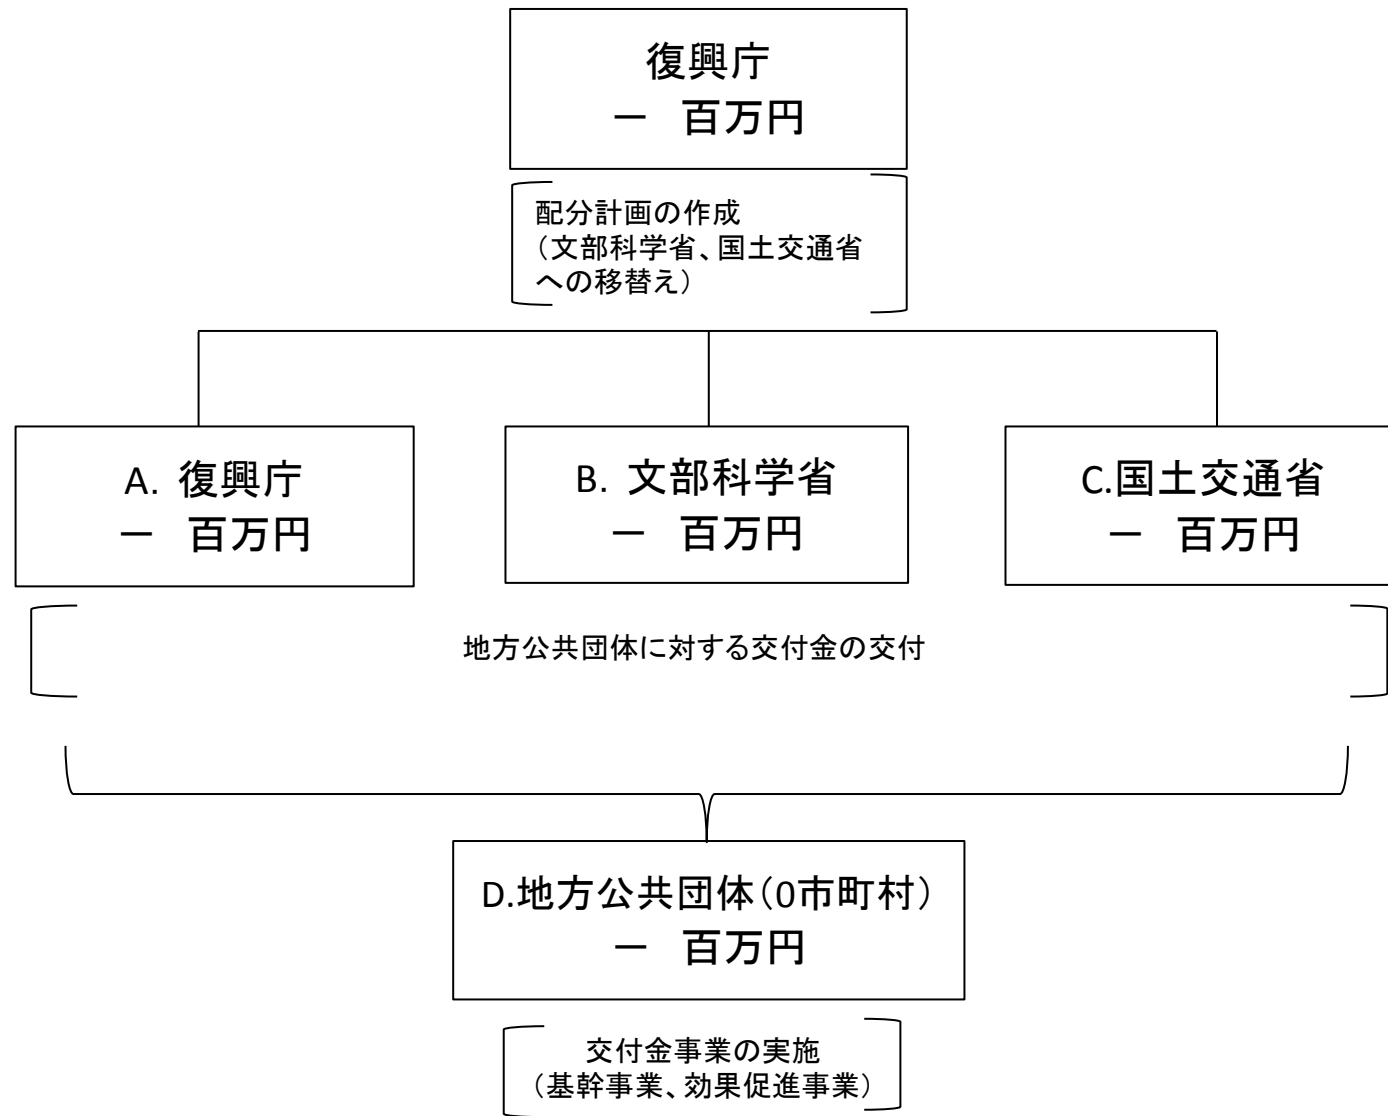 復興庁
－ 百万円
配分計画の作成
（文部科学省、国土交通省
への移替え）
A. 復興庁
－ 百万円
B. 文部科学省
－ 百万円
C.国土交通省
－ 百万円
地方公共団体に対する交付金の交付
D.地方公共団体（0市町村）
－ 百万円
交付金事業の実施
（基幹事業、効果促進事業）